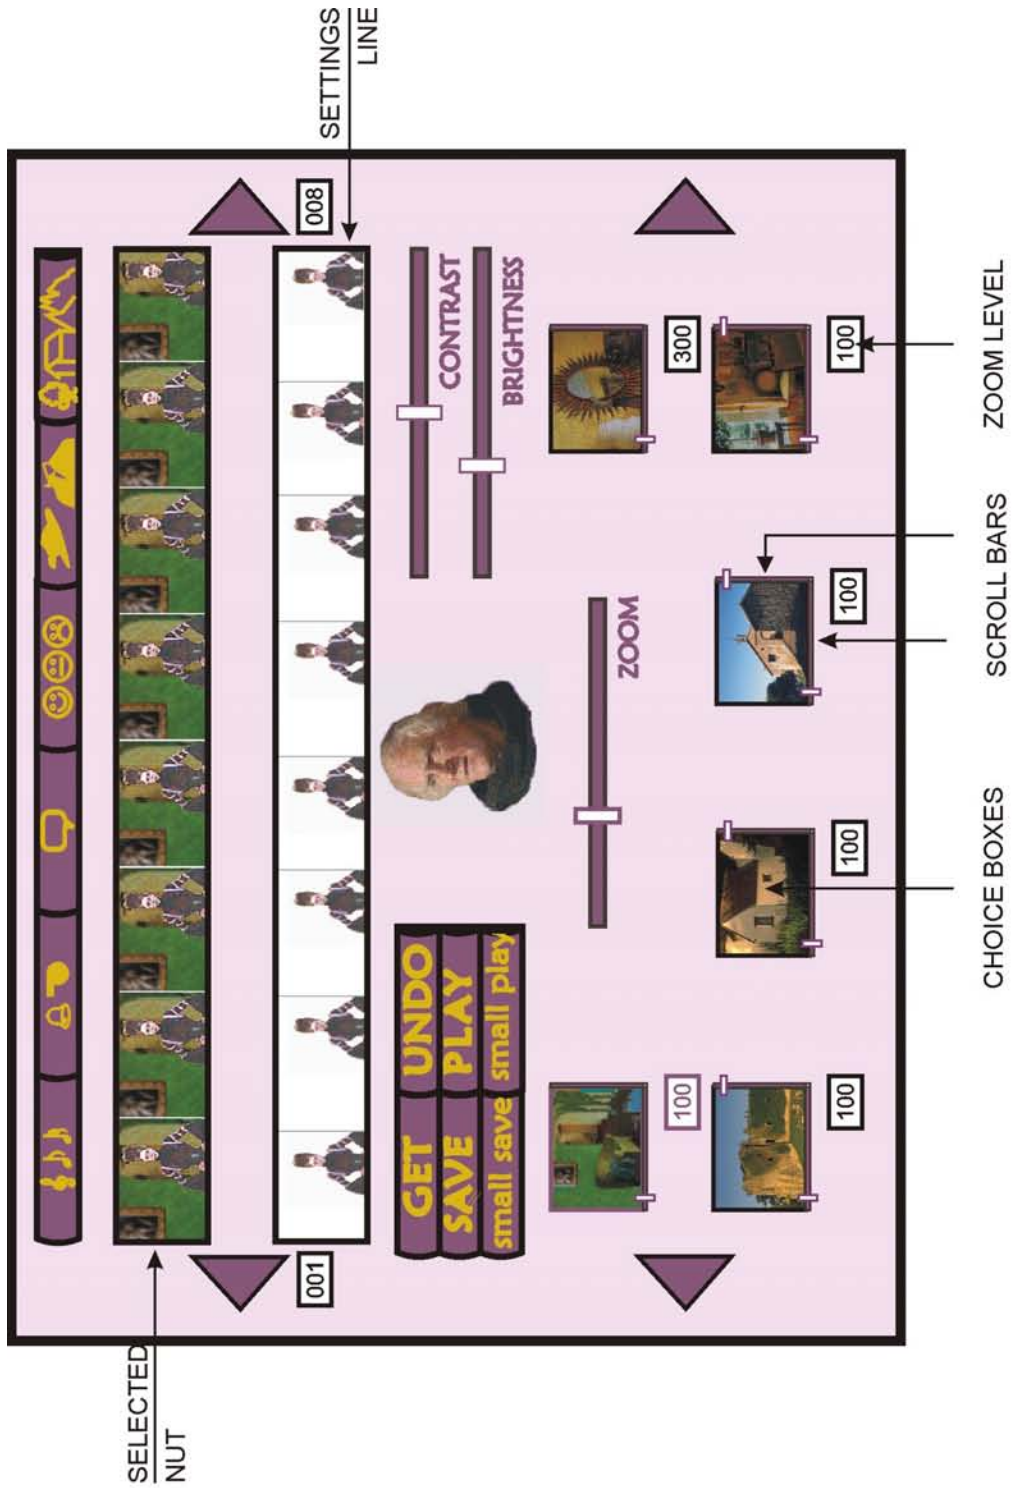 SELECTED
NUT
SETTINGS
LINE
001
008
GET
UNDO
SAVE
PLAY
small save
small play
CONTRAST
BRIGHTNESS
ZOOM
100
300
100
100
100
100
CHOICE BOXES
SCROLL BARS
ZOOM LEVEL